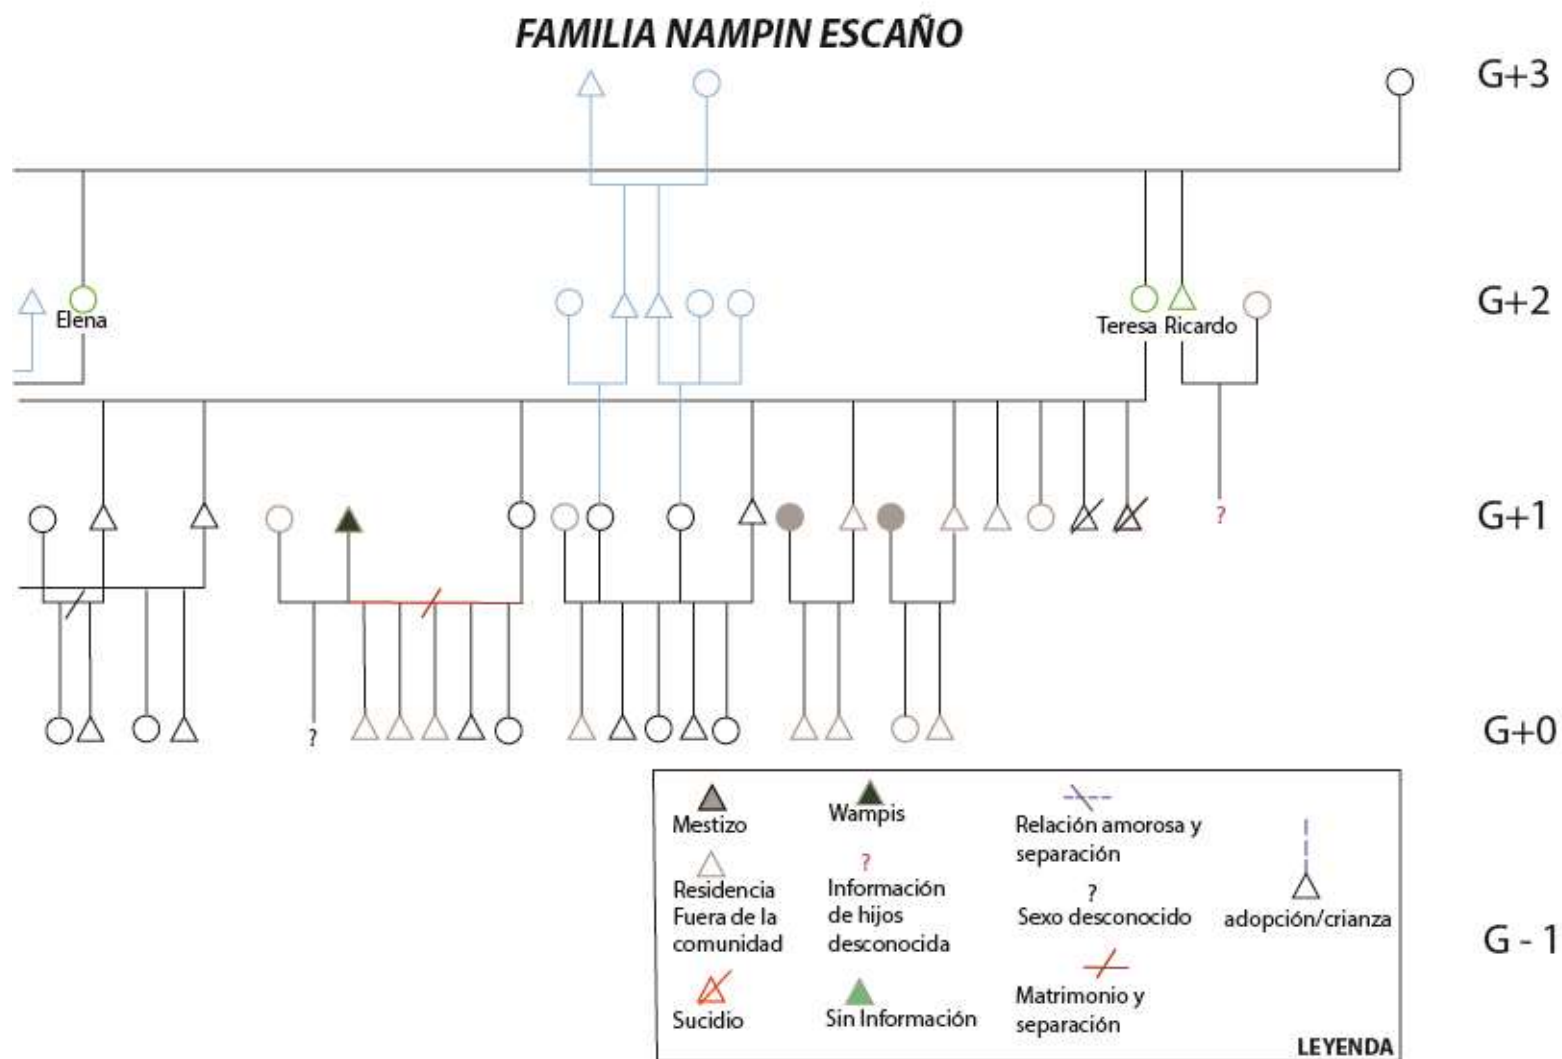 FAMILIA NAMPIN ESCAÑO
G+3
G+2
Elena
Teresa Ricardo
G+1
?
G+0
?
Mestizo
Wampis
Relación amorosa y
separación
Residencia
Fuera de la
comunidad
?
Información
de hijos
desconocida
?
Sexo desconocido
adopción/crianza
G - 1
Sucidio
Sin Información
Matrimonio y
separación
LEYENDA